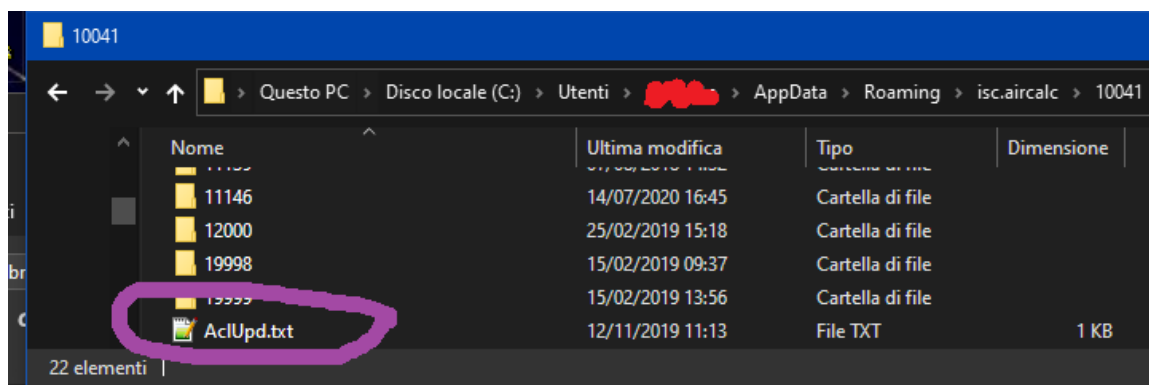 10041
Questo PC > Disco locale (C:) > Utenti > > AppData > Roaming > isc.aircalc > 10041
Nome Ultima modifica Tipo Dimensione
11146 14/07/2020 16:45 Cartella di file
12000 25/02/2019 15:18 Cartella di file
19998 15/02/2019 09:37 Cartella di file
19999 15/02/2019 13:56 Cartella di file
AclUpd.txt 12/11/2019 11:13 File TXT 1 KB
22 elementi